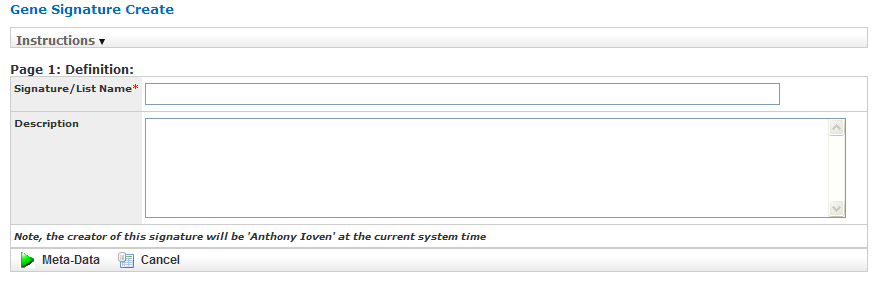 Gene Signature Create
Instructions ▼
Page 1: Definition:
Signature/List Name*
Description
Note, the creator of this signature will be 'Anthony Ioven' at the current system time
Meta-Data Cancel